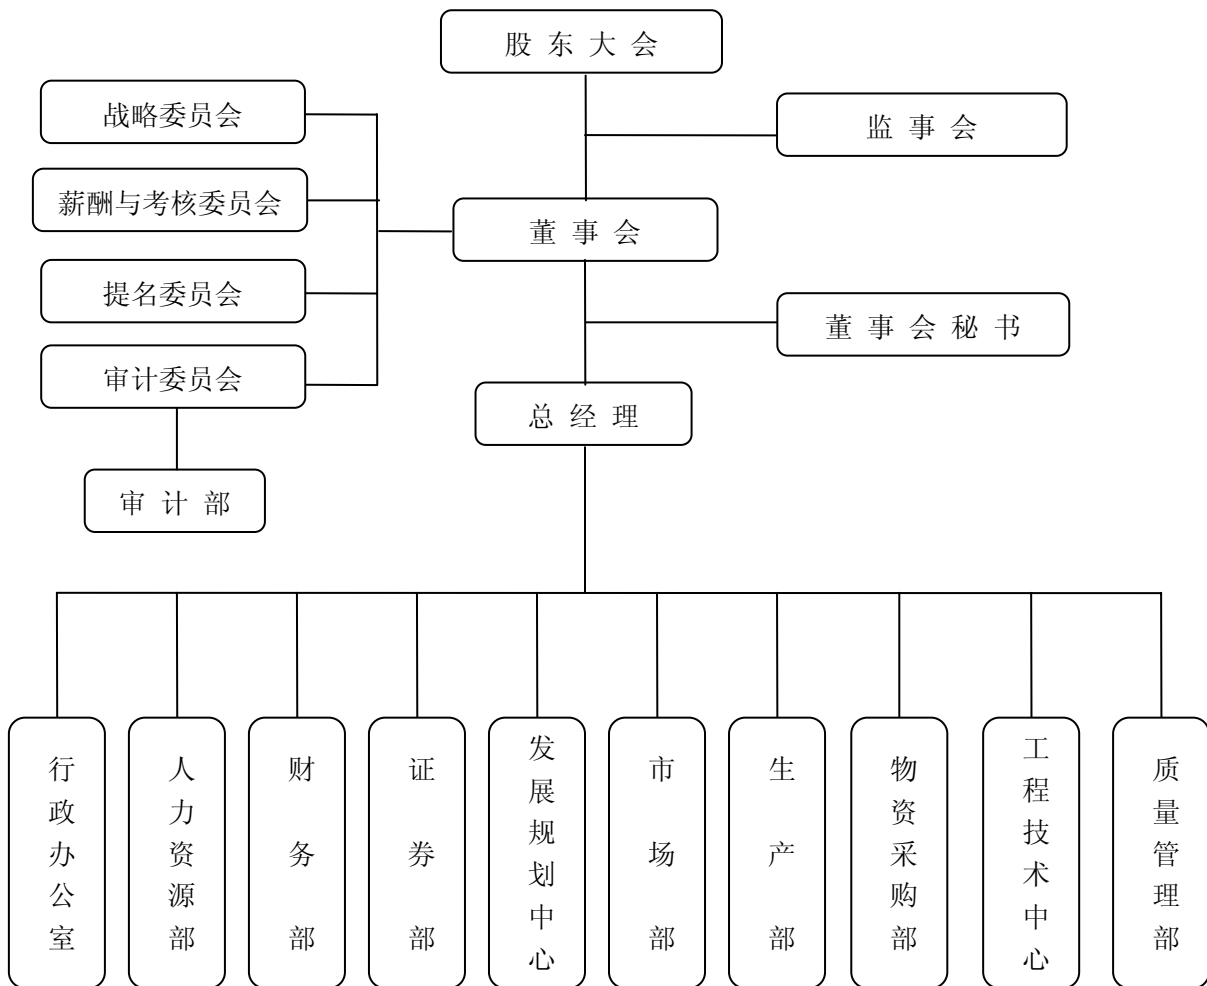 股东大会
战略委员会
监事会
薪酬与考核委员会
董事会
提名委员会
董事会秘书
审计委员会
总经理
审计部
行政办公室
人力资源部
财务部
证券部
发展规划中心
市场部
生产部
物资采购部
工程技术中心
质量管理部